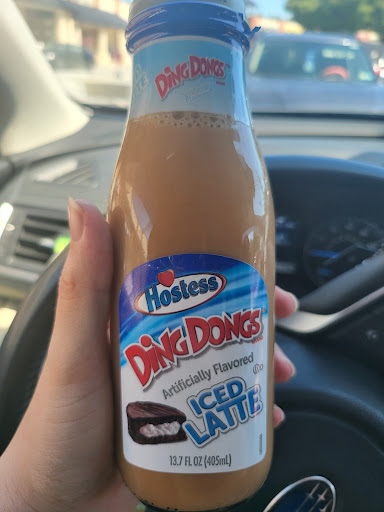 DING DONGS
Hostess
DING DONGS
Artificially Flavored
ICED
LATTE
13.7 FL OZ (405mL)